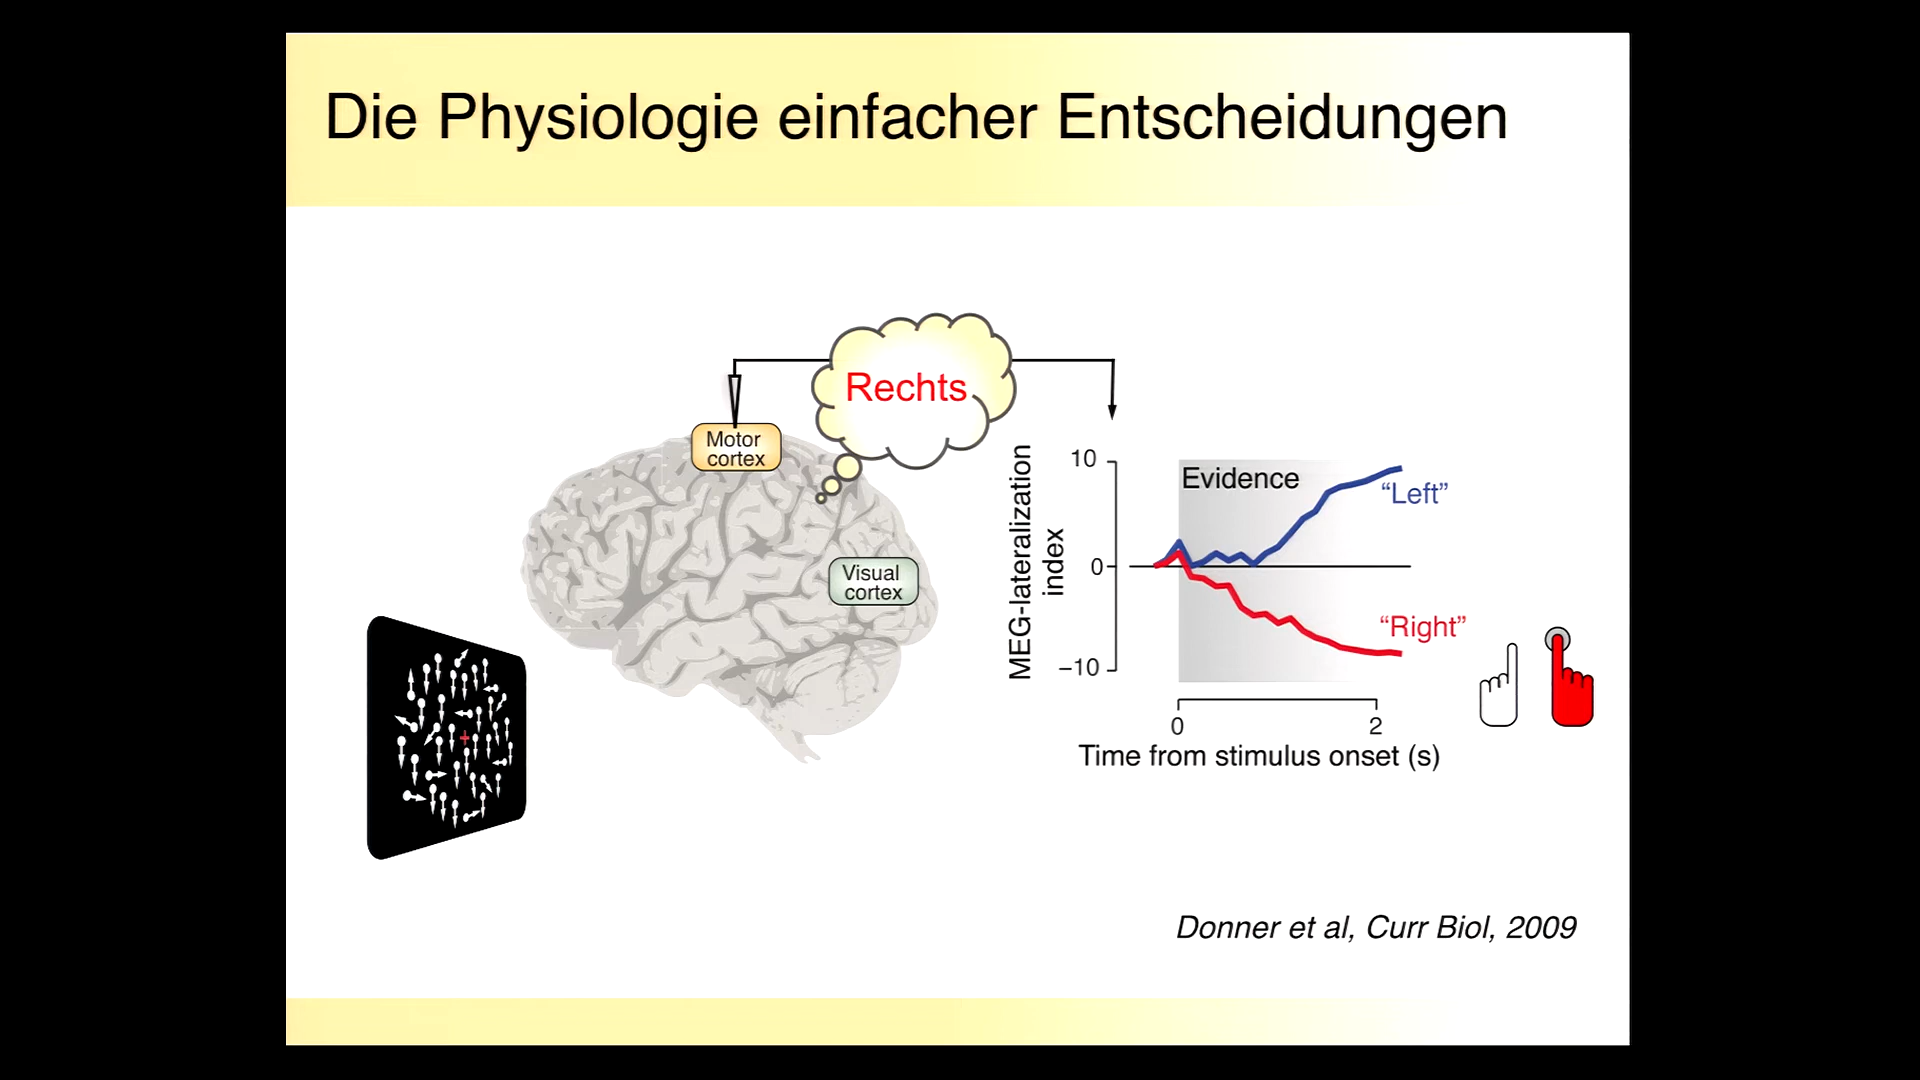 Die Physiologie einfacher Entscheidungen
Rechts
Motor
cortex
Visual
cortex
MEG-lateralization
index
10
0
−10
Evidence
“Left”
“Right”
0
2
Time from stimulus onset (s)
Donner et al, Curr Biol, 2009